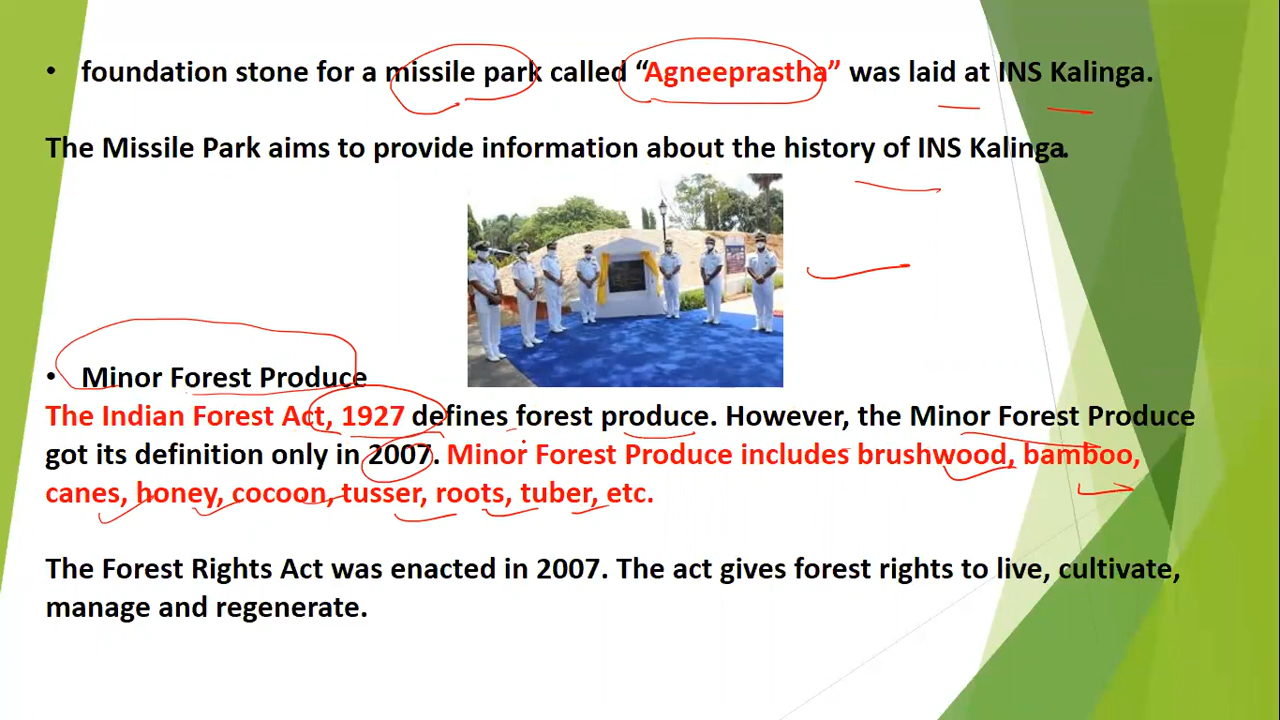 • foundation stone for a missile park called “Agneeprastha” was laid at INS Kalinga.
The Missile Park aims to provide information about the history of INS Kalinga.
• Minor Forest Produce
The Indian Forest Act, 1927 defines forest produce. However, the Minor Forest Produce
got its definition only in 2007. Minor Forest Produce includes brushwood, bamboo,
canes, honey, cocoon, tusser, roots, tuber, etc.
The Forest Rights Act was enacted in 2007. The act gives forest rights to live, cultivate,
manage and regenerate.